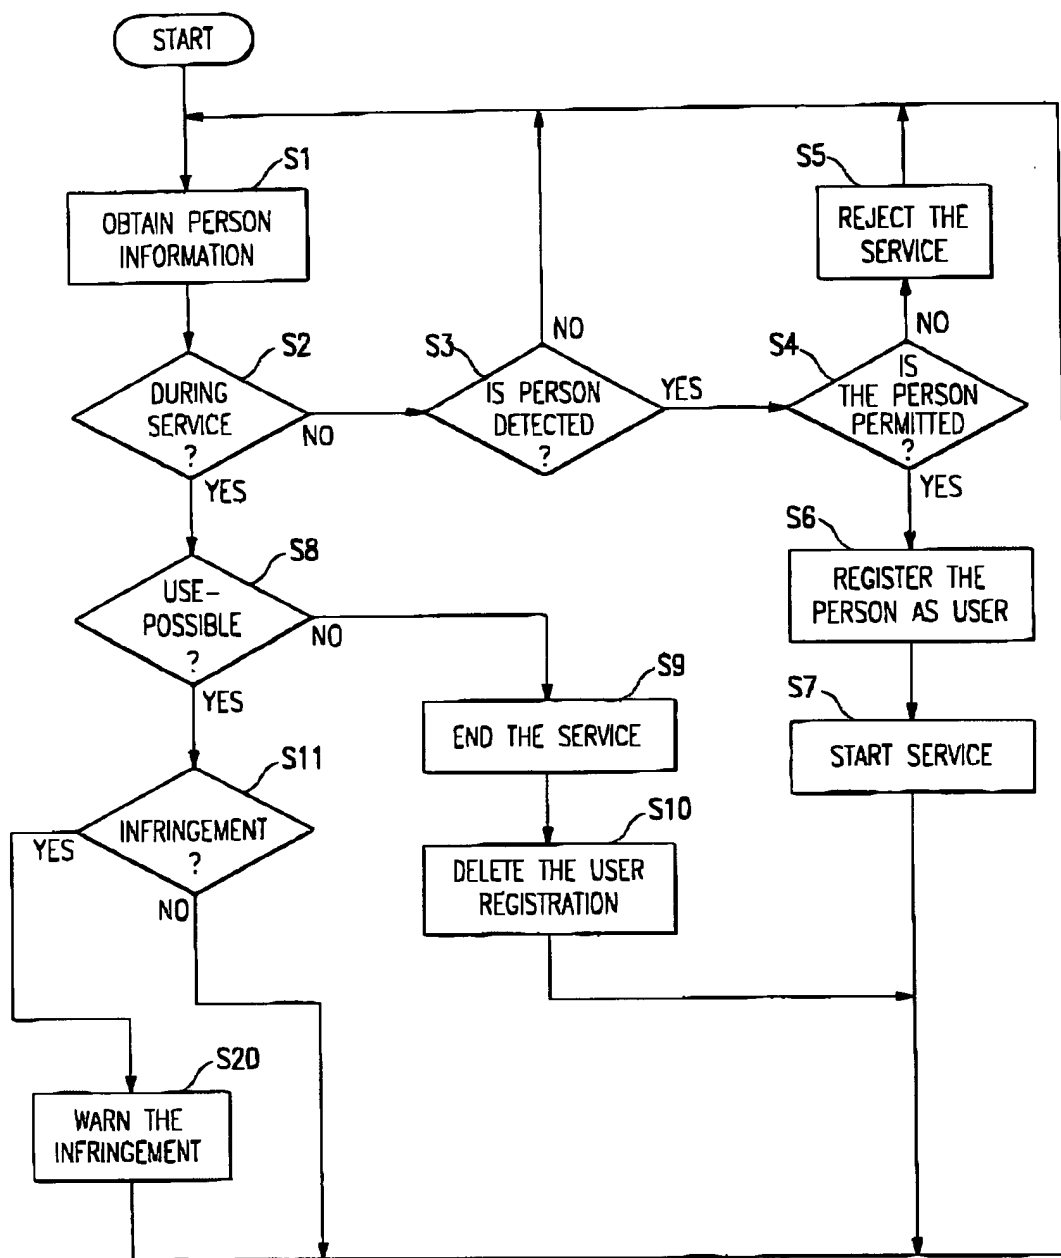 START
S1
OBTAIN PERSON
INFORMATION
S2
DURING
SERVICE
?
NO
YES
S3
IS PERSON
DETECTED
?
NO
YES
S4
IS
THE PERSON
PERMITTED
?
NO
YES
S5
REJECT THE
SERVICE
S6
REGISTER THE
PERSON AS USER
S7
START SERVICE
S8
USE-
POSSIBLE
?
NO
YES
S9
END THE SERVICE
S10
DELETE THE USER
REGISTRATION
S11
INFRINGEMENT
?
YES
NO
S20
WARN THE
INFRINGEMENT